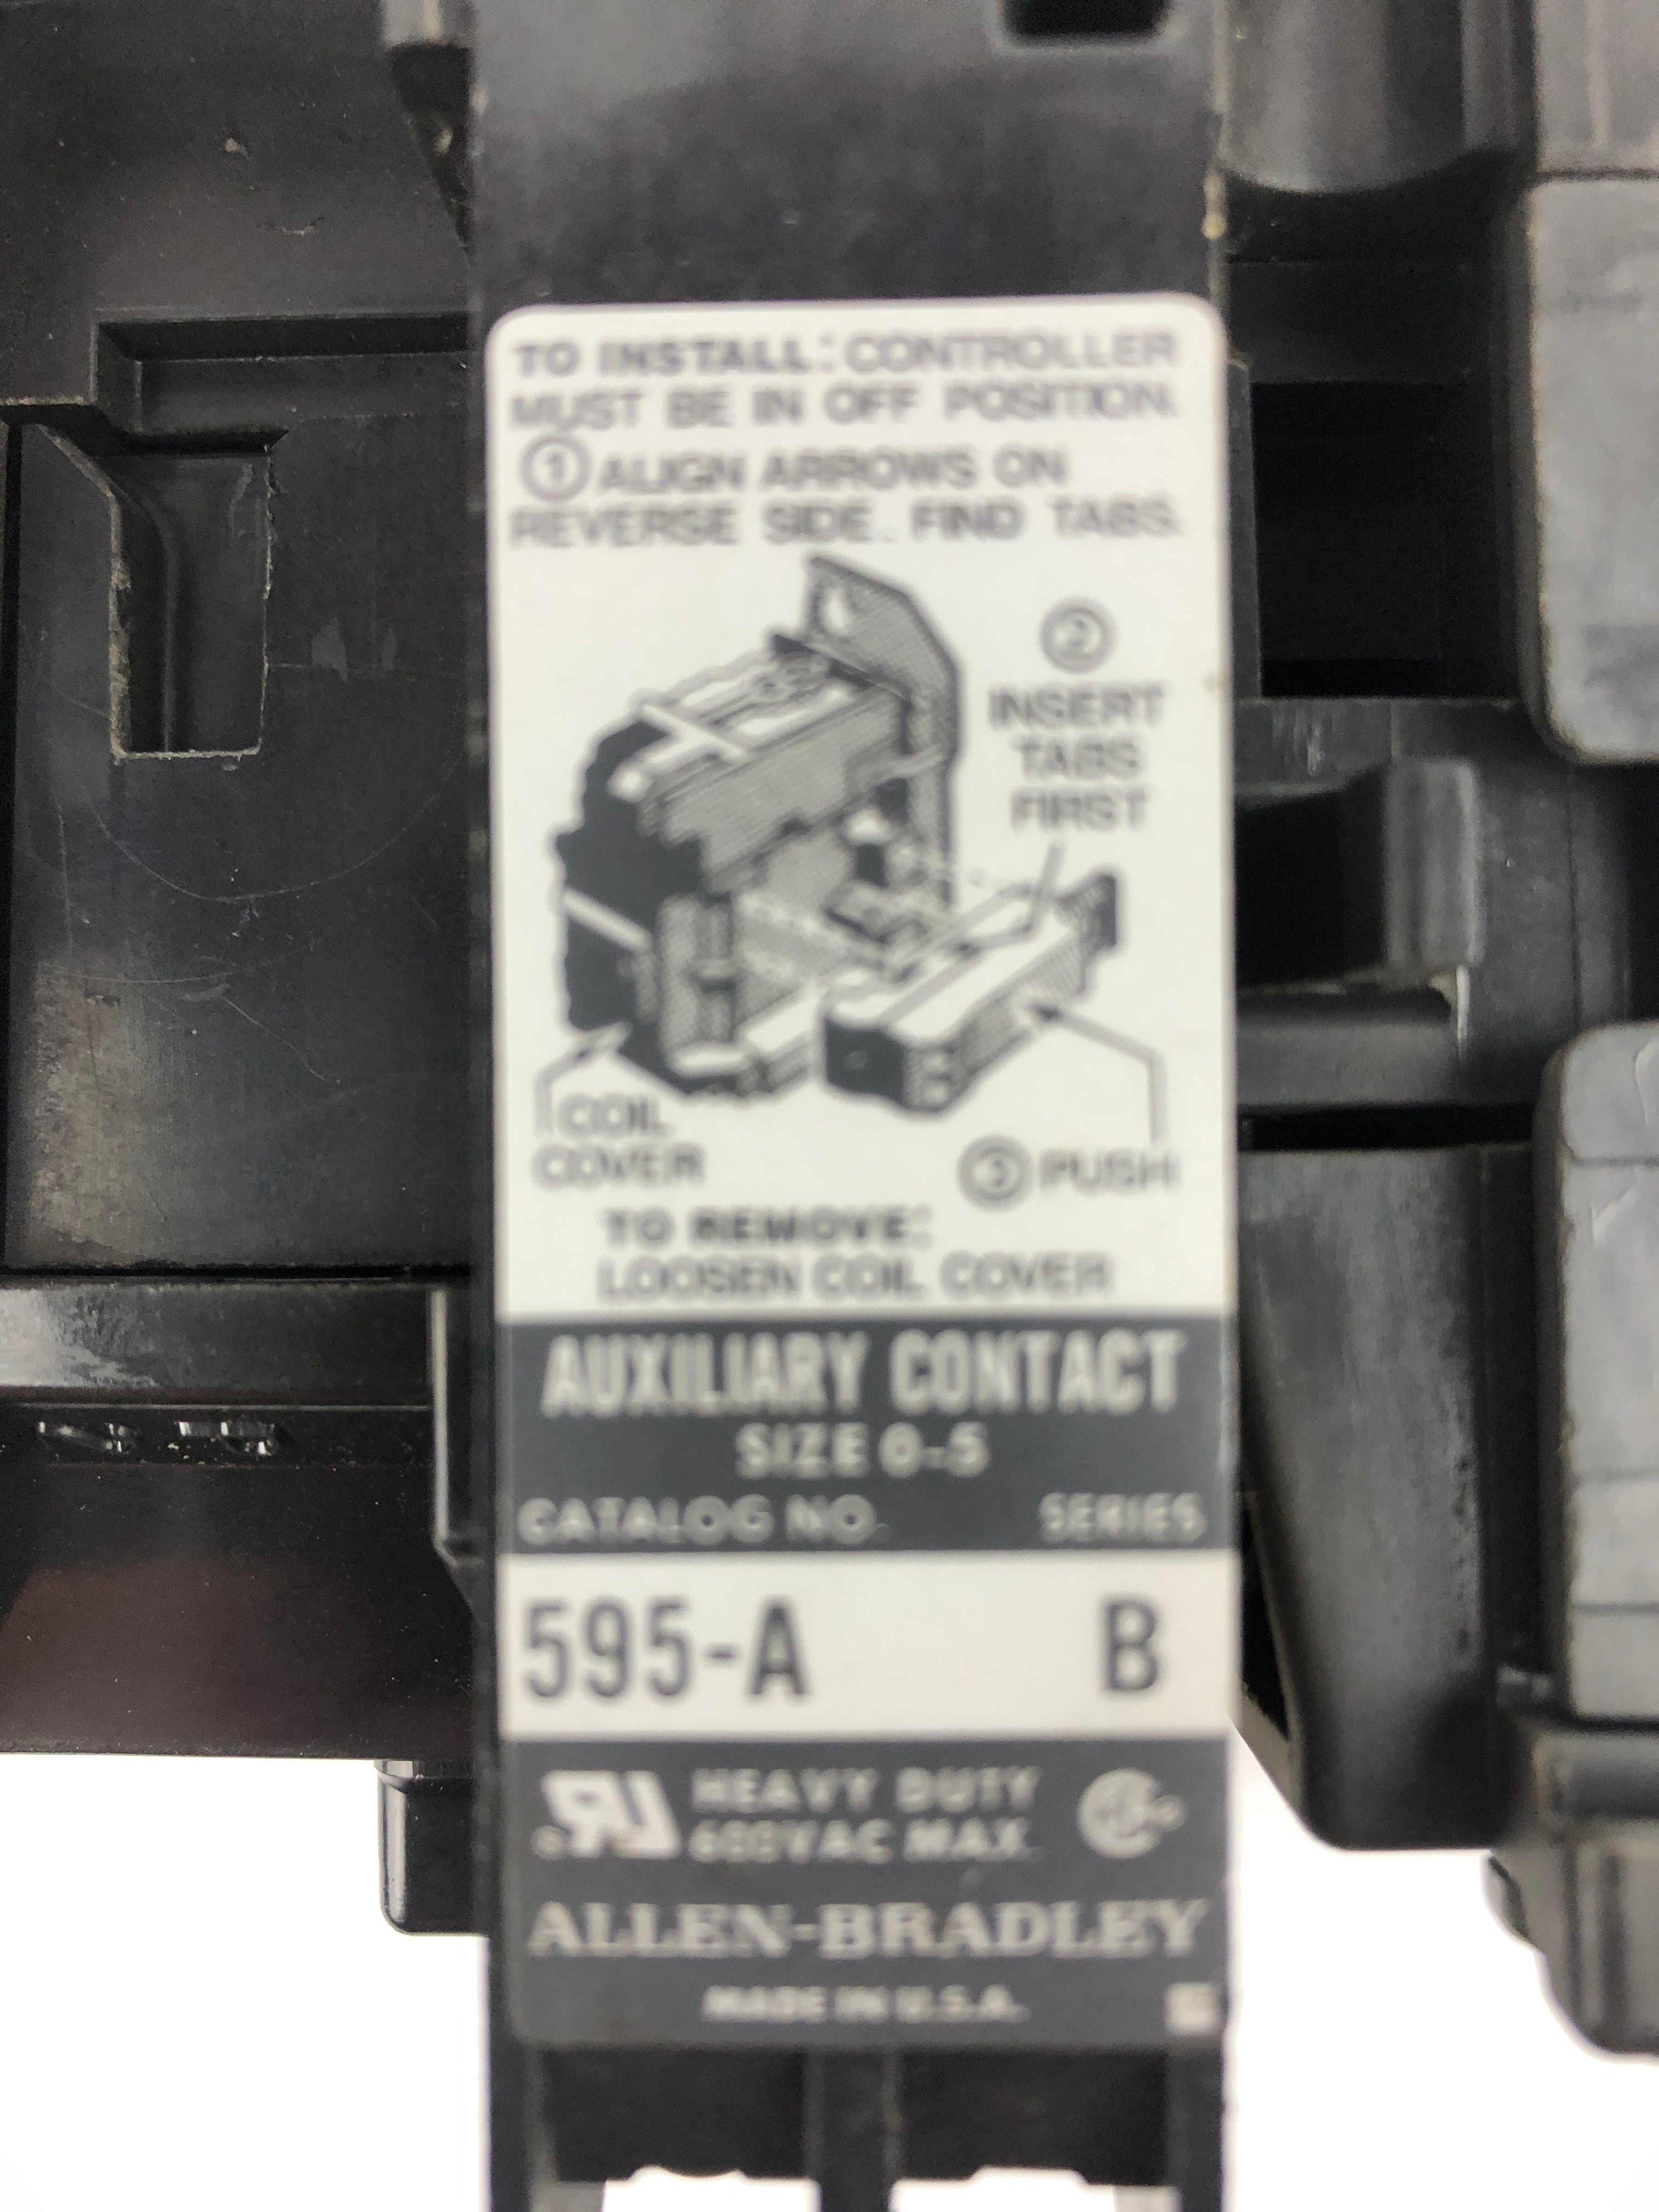 TO INSTALL: CONTROLLER
MUST BE IN OFF POSITION.
① ALIGN ARROWS ON
REVERSE SIDE. FIND TABS.
②
INSERT
TABS
FIRST
COIL
COVER
③ PUSH
TO REMOVE:
LOOSEN COIL COVER
AUXILIARY CONTACT
SIZE 0-5
CATALOG NO. SERIES
595-A B
HEAVY DUTY
600VAC MAX.
ALLEN-BRADLEY
MADE IN U.S.A.